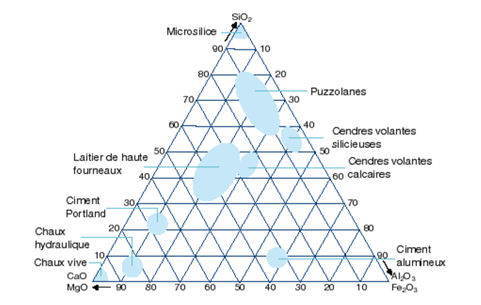 SiO₂
Microsilice
90 10
80 20
Puzzolanes
70 30
60 40
Cendres volantes
silicieuses
50 50
Laitier de haute
fourneaux
Cendres volantes
calcaires
40 60
Ciment
Portland
30 70
20 80
Chaux
hydraulique
Ciment
alumineux
10 90
Chaux vive
CaO
Al₂O₃
MgO 90 80 70 60 50 40 30 20 10 Fe₂O₃